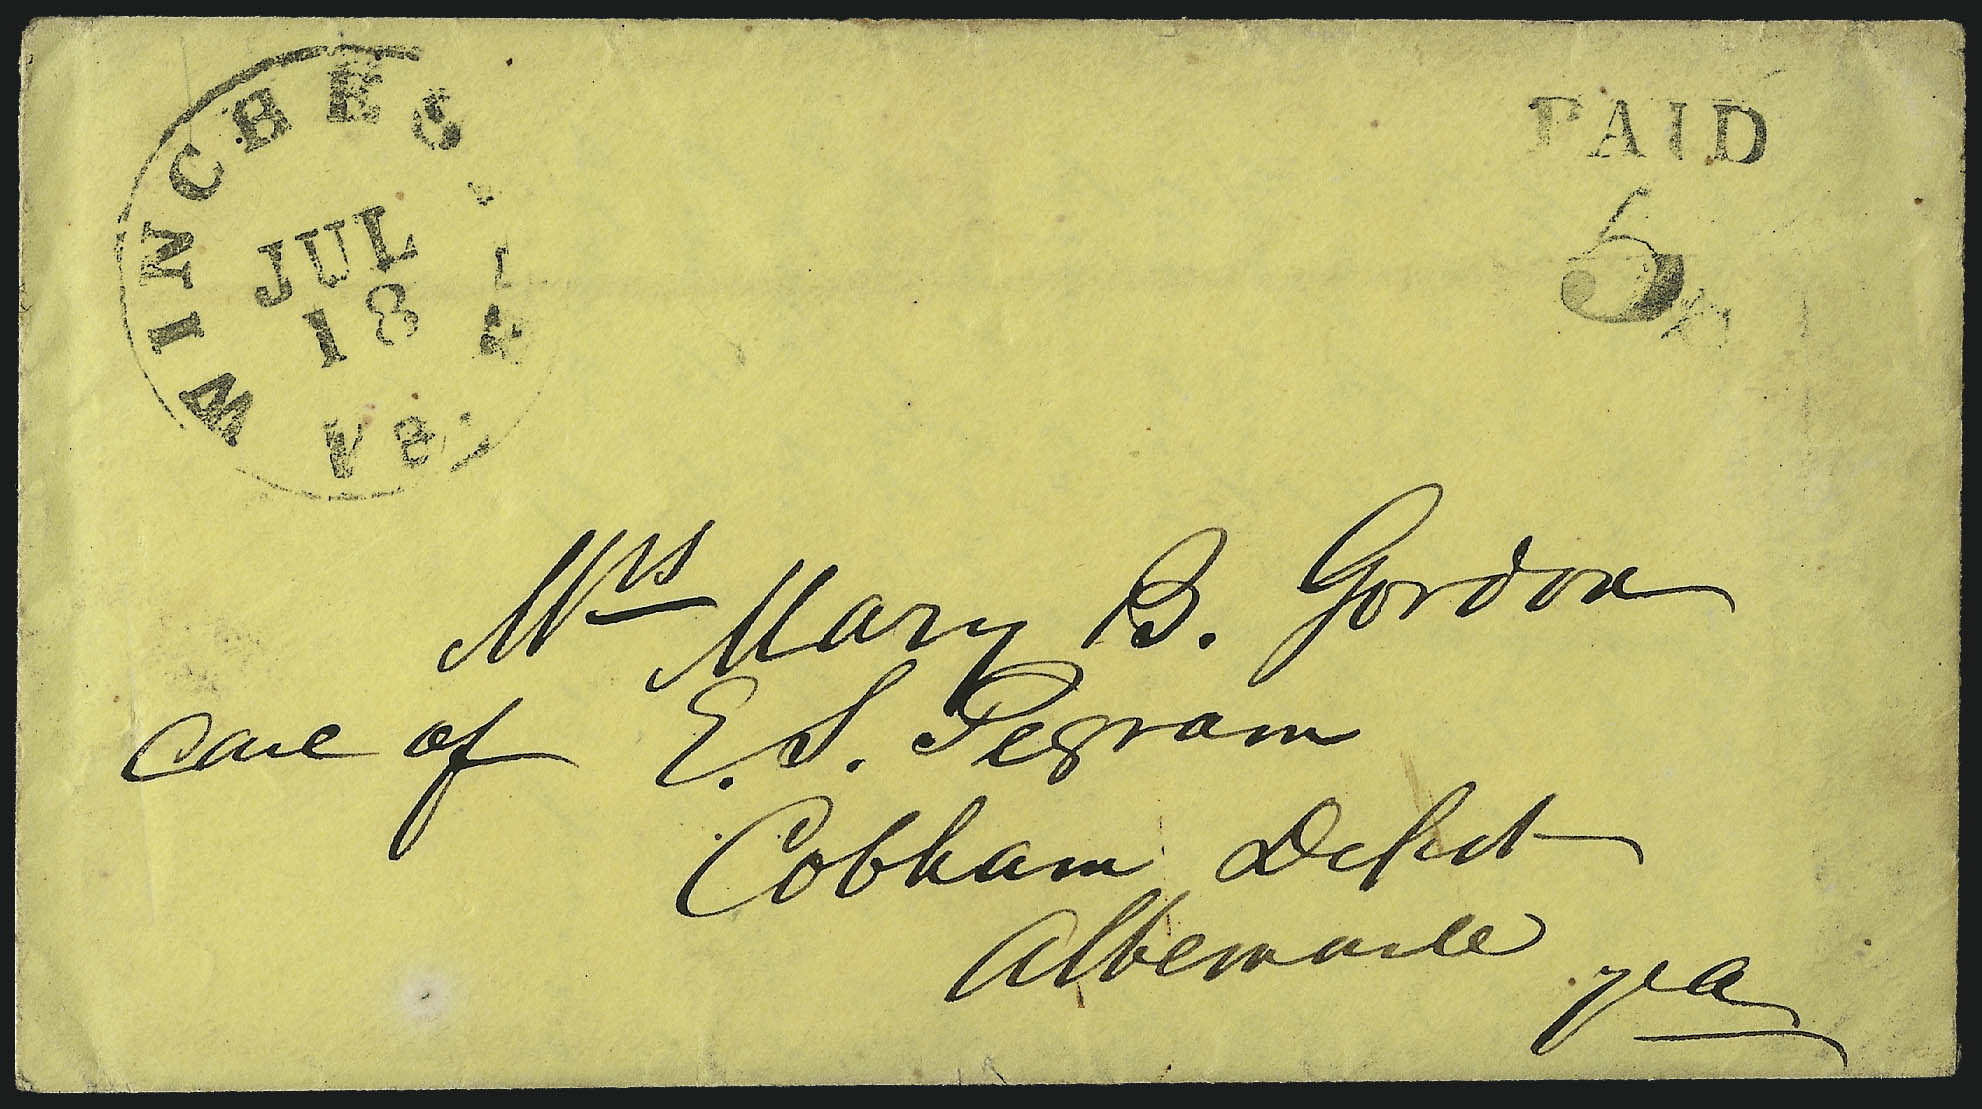 WINCHES
JUL
18
Va.
PAID
5
Mrs Mary B. Gordon
care of E. S. Pegram
Cobham Depot
Albemarle Va